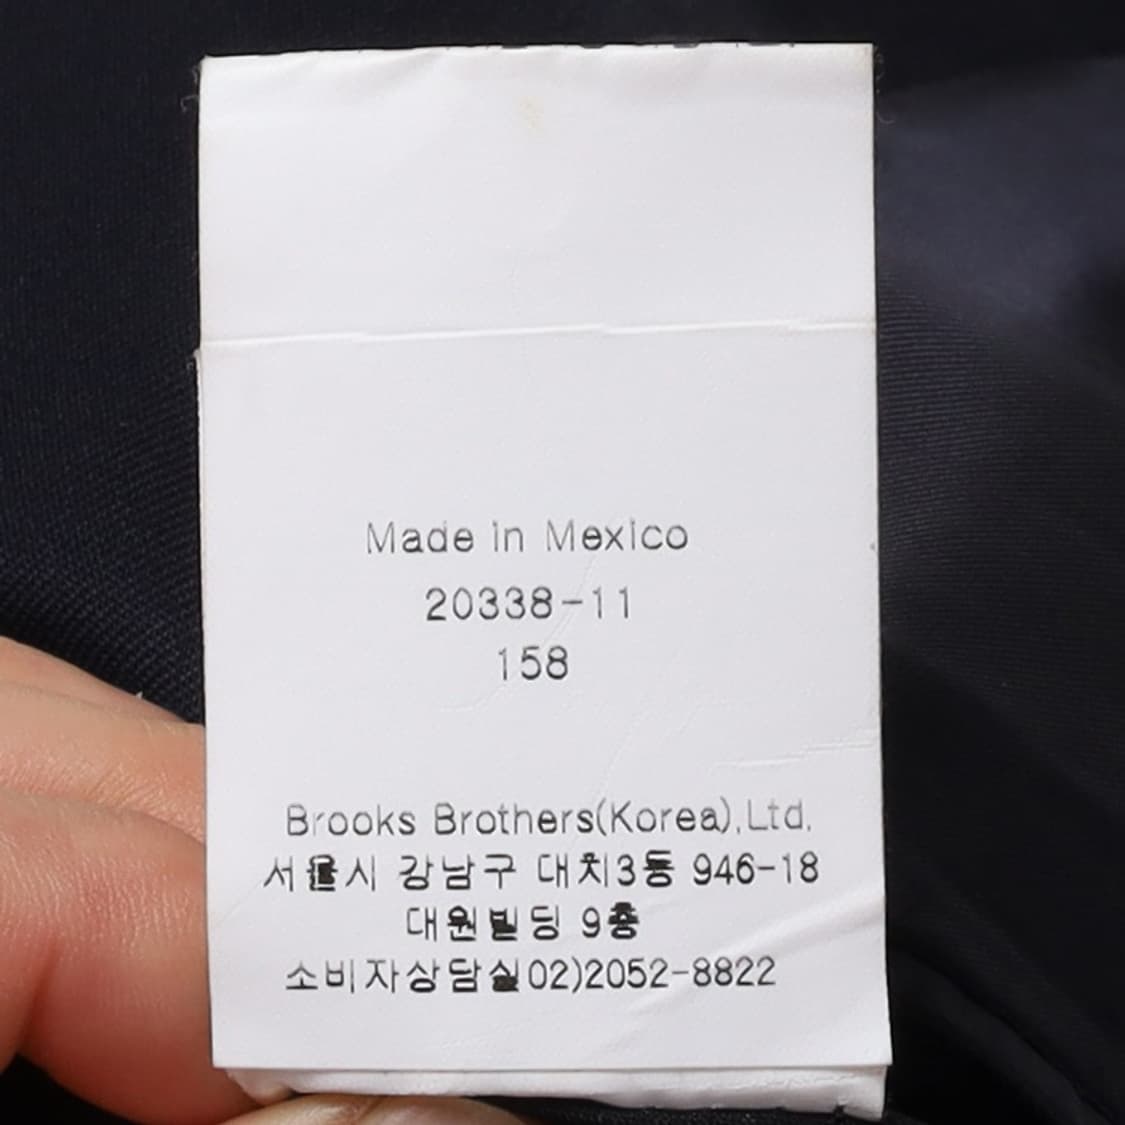 Made in Mexico
20338-11
158
Brooks Brothers(Korea),Ltd.
서울시 강남구 대치3동 946-18
대원빌딩 9층
소비자상담실02)2052-8822